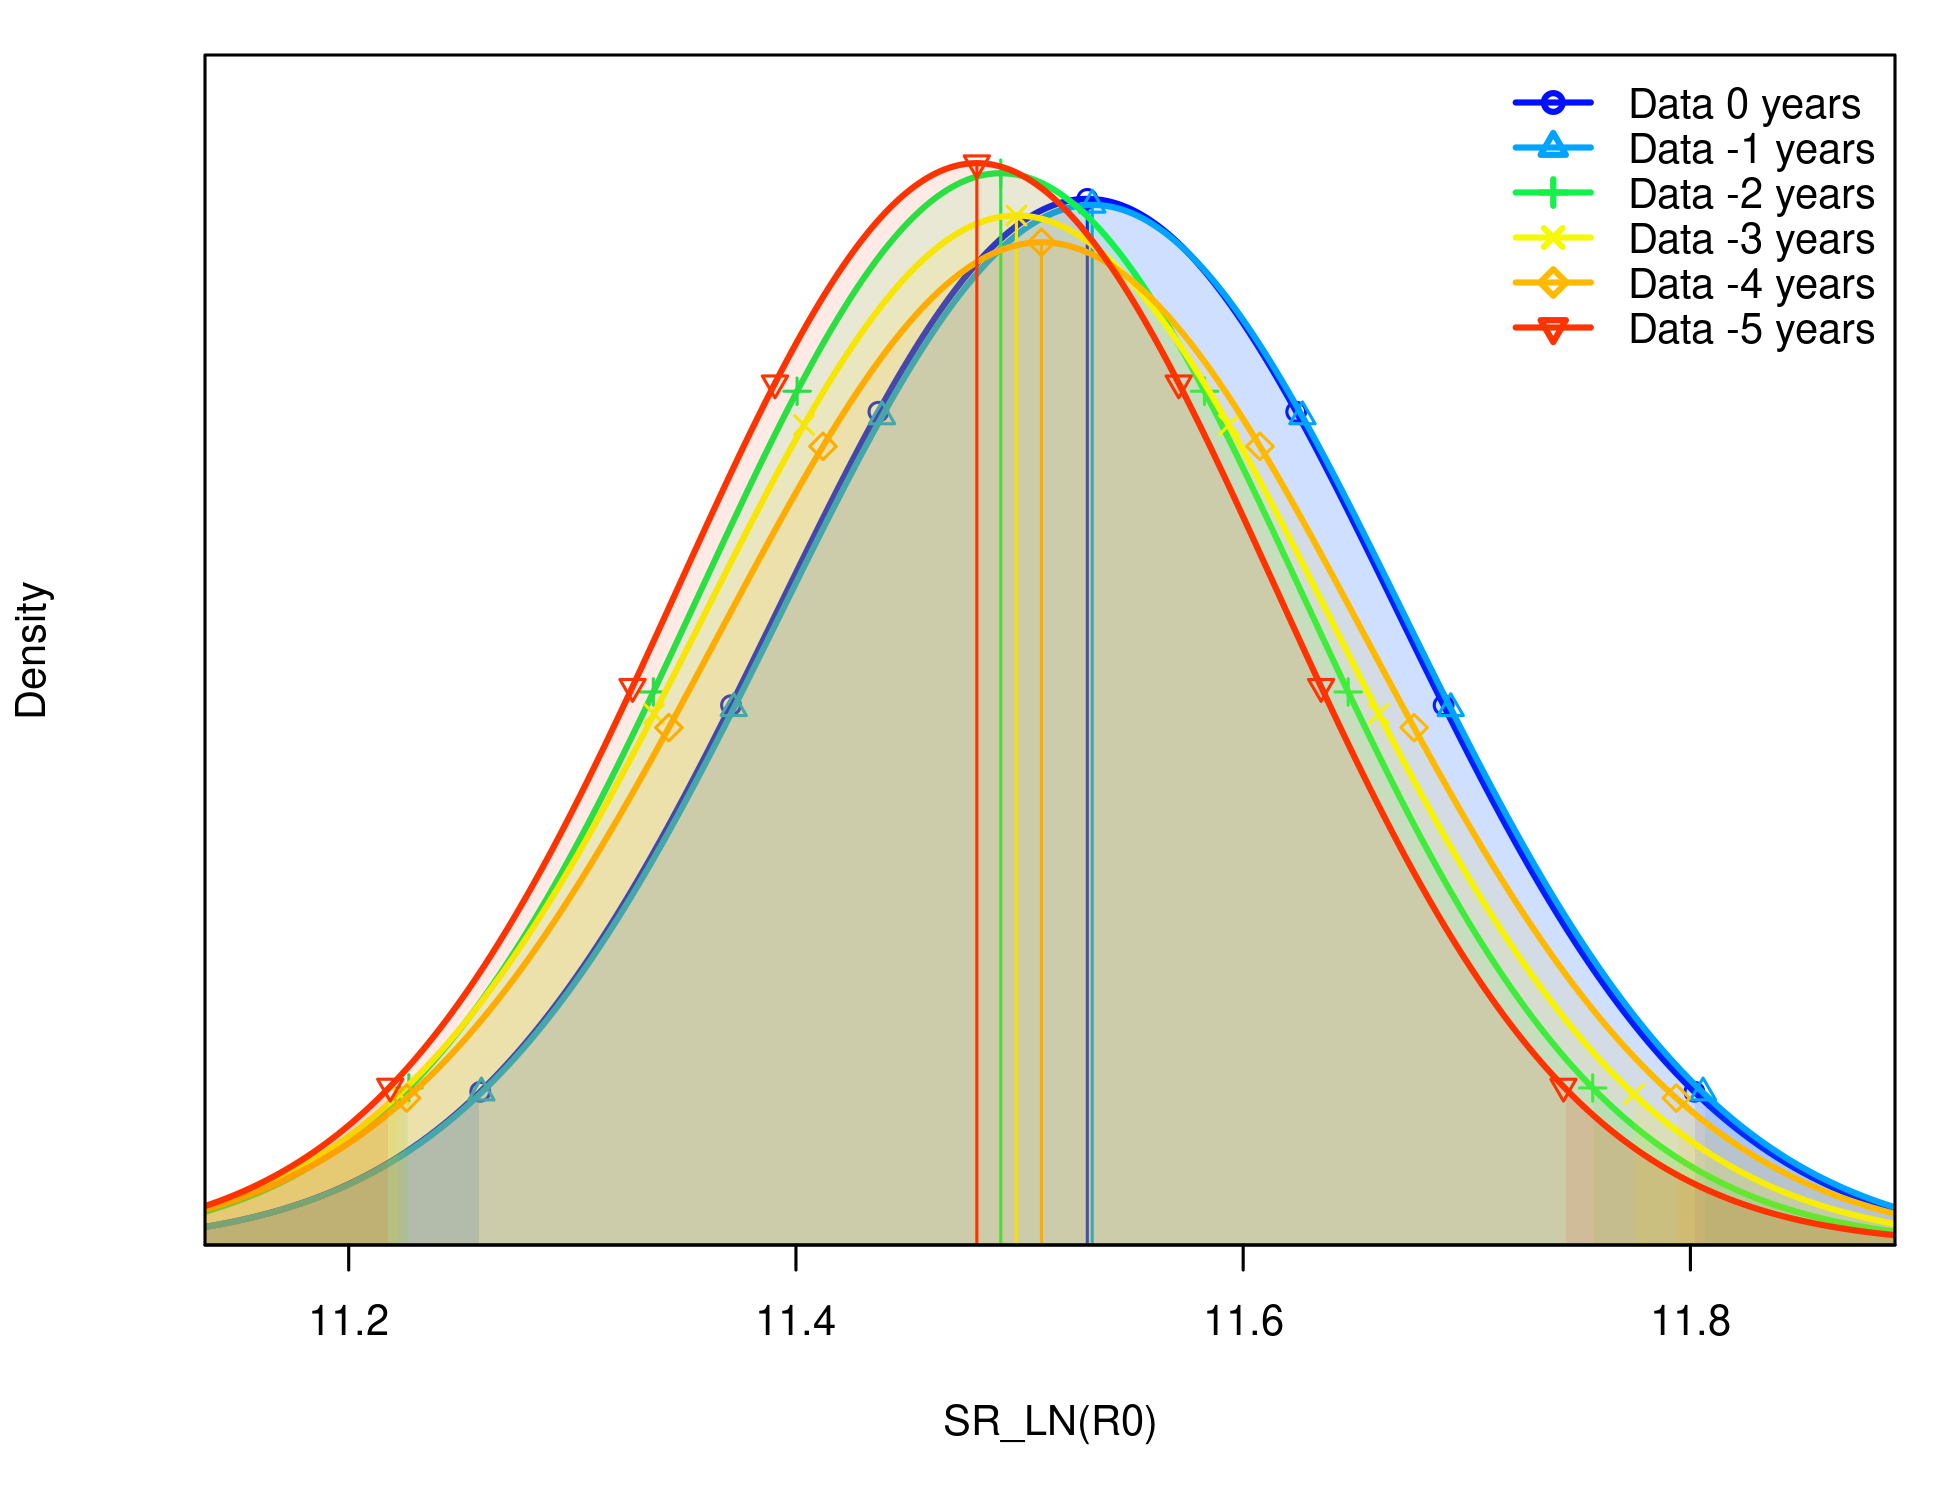 Data 0 years
Data -1 years
Data -2 years
Data -3 years
Data -4 years
Data -5 years
Density
11.2
11.4
11.6
11.8
SR_LN(R0)